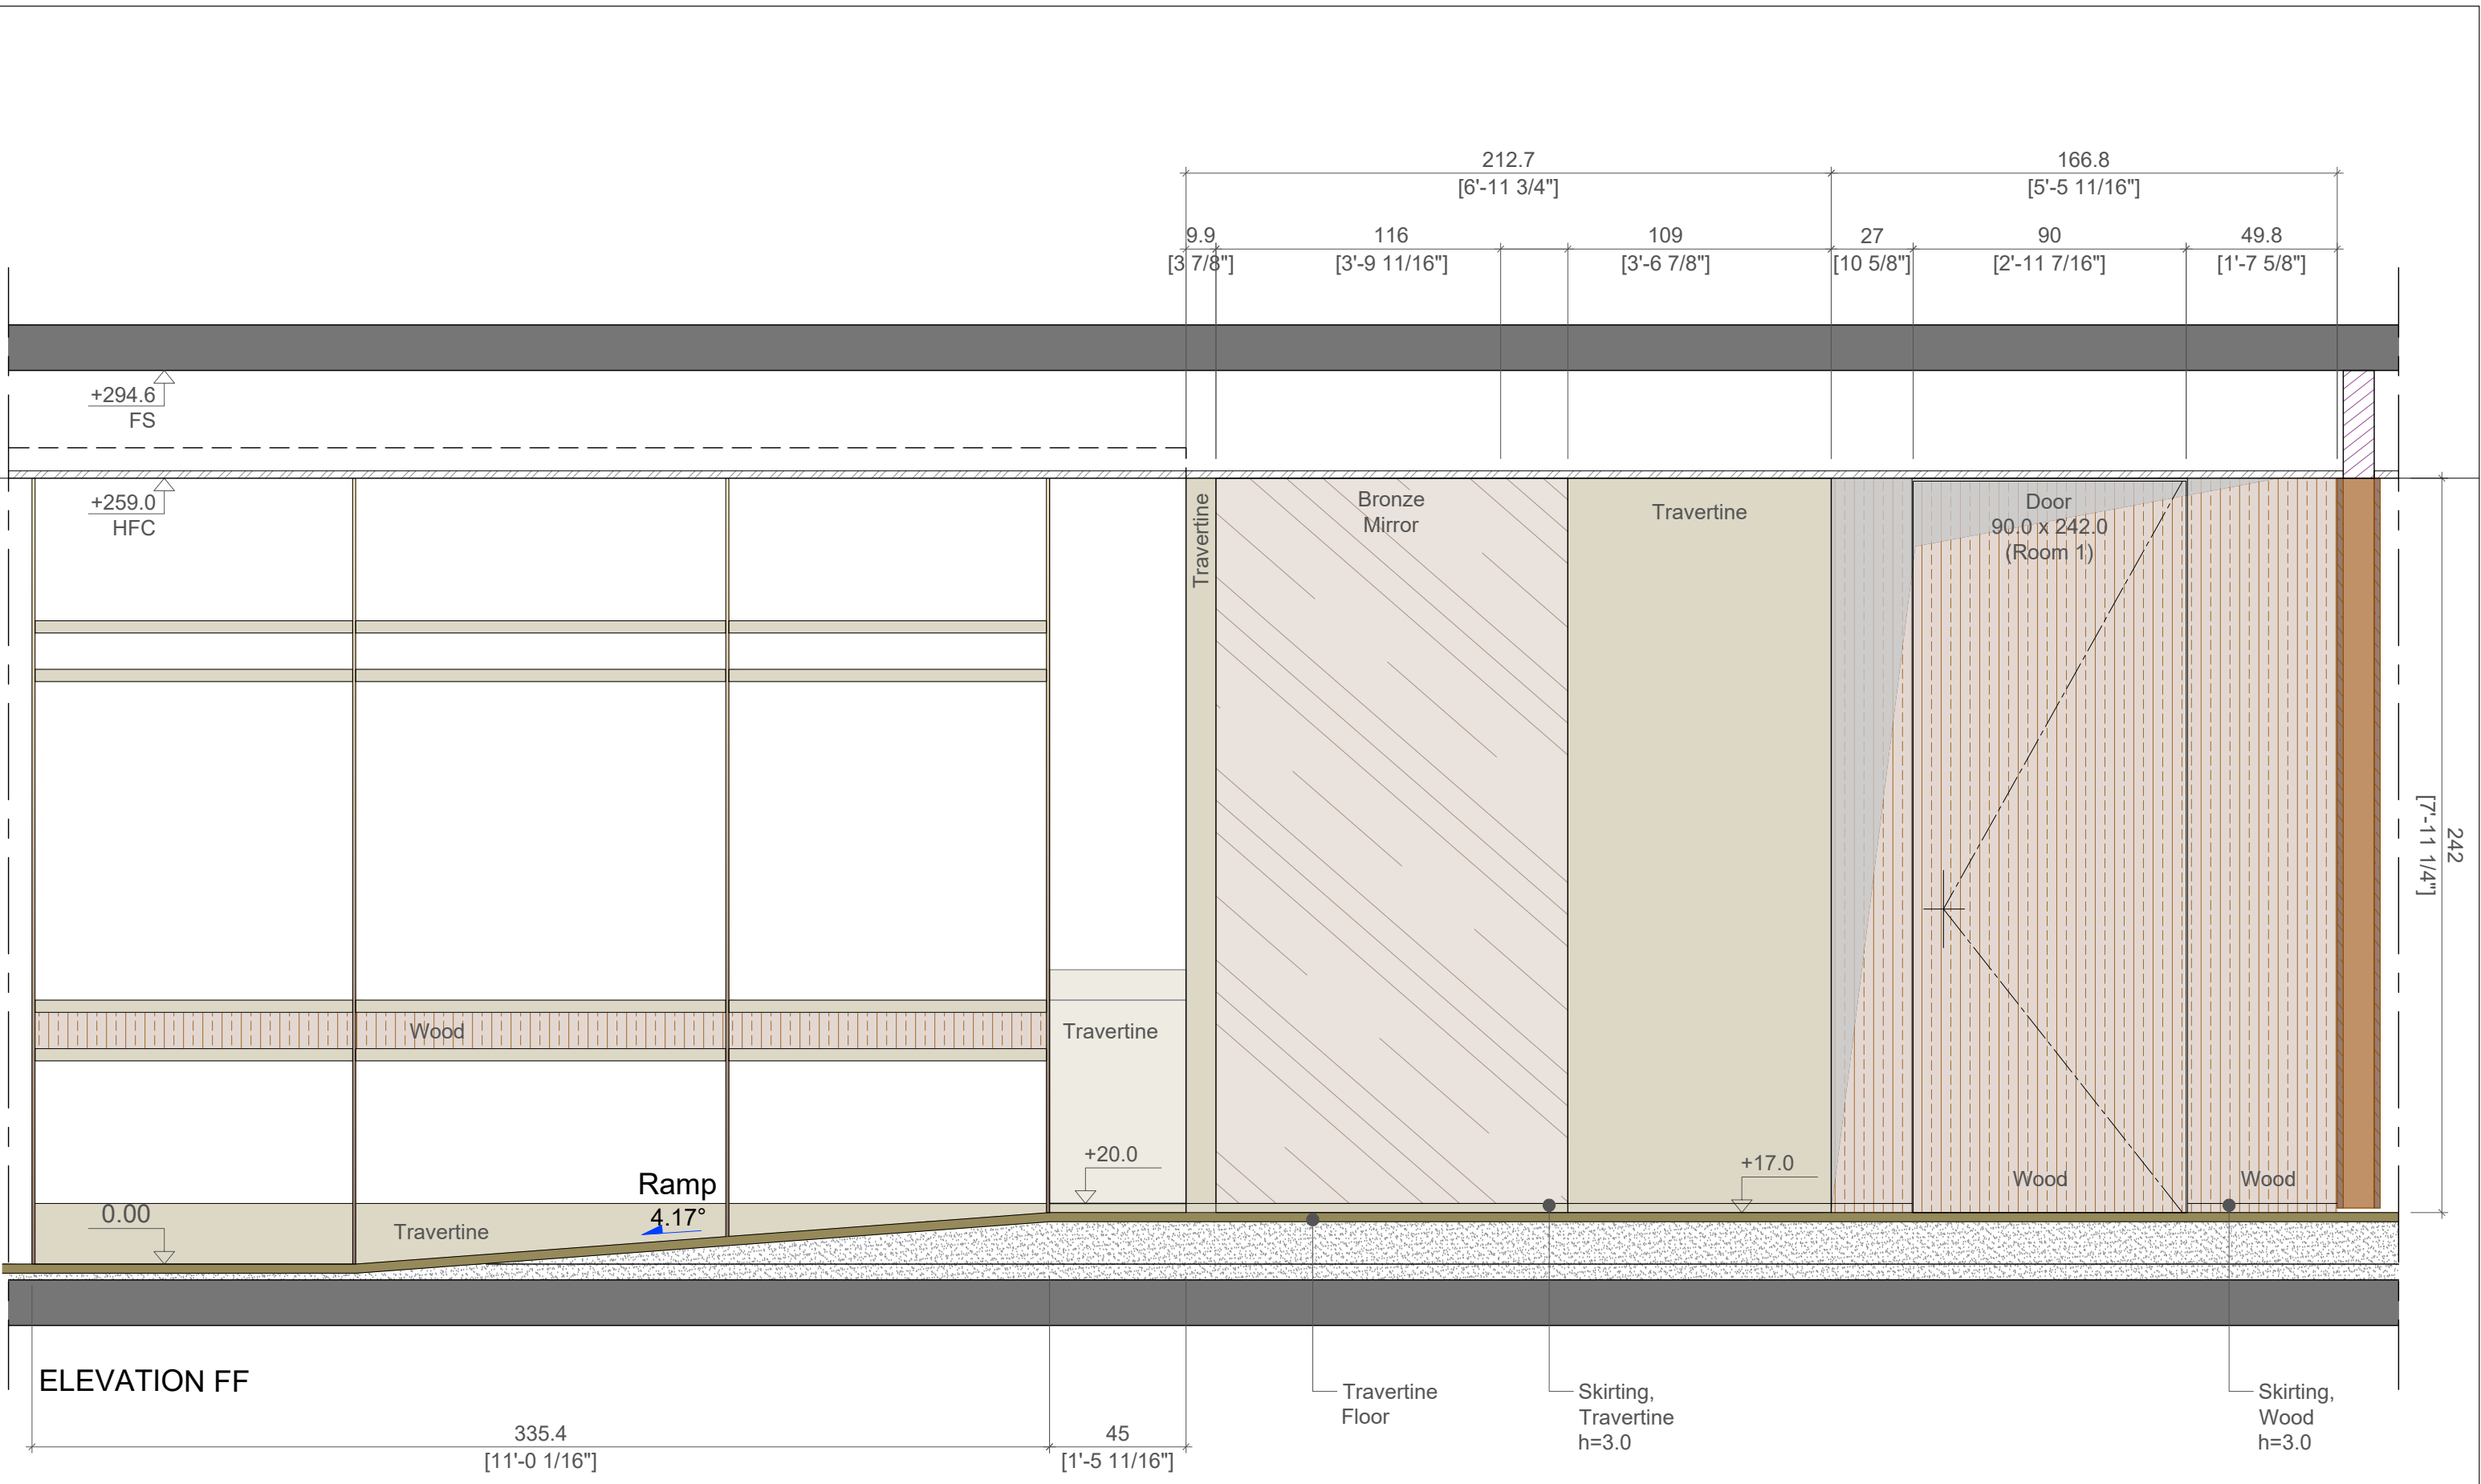 212.7
[6'-11 3/4"]
166.8
[5'-5 11/16"]
9.9
[3 7/8"]
116
[3'-9 11/16"]
109
[3'-6 7/8"]
27
[10 5/8"]
90
[2'-11 7/16"]
49.8
[1'-7 5/8"]
+294.6
FS
+259.0
HFC
Travertine
Bronze
Mirror
Travertine
Door
90.0 x 242.0
(Room 1)
242
[7'-11 1/4"]
Wood
Travertine
+20.0
+17.0
Wood
Wood
Ramp
4.17°
0.00
Travertine
ELEVATION FF
Travertine
Floor
Skirting,
Travertine
h=3.0
Skirting,
Wood
h=3.0
335.4
[11'-0 1/16"]
45
[1'-5 11/16"]